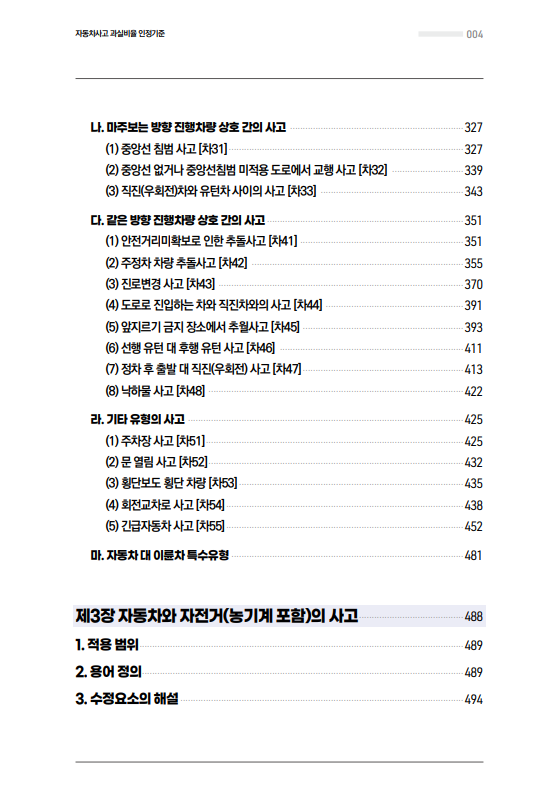 자동차사고 과실비율 인정기준 004
나. 마주보는 방향 진행차량 상호 간의 사고 327
(1) 중앙선 침범 사고 [차31] 327
(2) 중앙선 없거나 중앙선침범 미적용 도로에서 교행 사고 [차32] 339
(3) 직진(우회전)차와 유턴차 사이의 사고 [차33] 343
다. 같은 방향 진행차량 상호 간의 사고 351
(1) 안전거리미확보로 인한 추돌사고 [차41] 351
(2) 주정차 차량 추돌사고 [차42] 355
(3) 진로변경 사고 [차43] 370
(4) 도로로 진입하는 차와 직진차와의 사고 [차44] 391
(5) 앞지르기 금지 장소에서 추월사고 [차45] 393
(6) 선행 유턴 대 후행 유턴 사고 [차46] 411
(7) 정차 후 출발 대 직진(우회전) 사고 [차47] 413
(8) 낙하물 사고 [차48] 422
라. 기타 유형의 사고 425
(1) 주차장 사고 [차51] 425
(2) 문 열림 사고 [차52] 432
(3) 횡단보도 횡단 차량 [차53] 435
(4) 회전교차로 사고 [차54] 438
(5) 긴급자동차 사고 [차55] 452
마. 자동차 대 이륜차 특수유형 481
제3장 자동차와 자전거(농기계 포함)의 사고 488
1. 적용 범위 489
2. 용어 정의 489
3. 수정요소의 해설 494